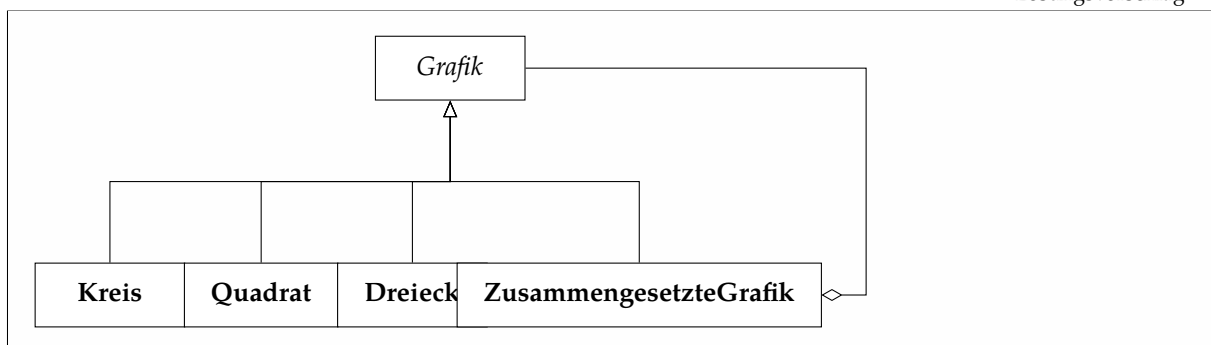 Grafik
Kreis
Quadrat
Dreieck
ZusammengesetzteGrafik